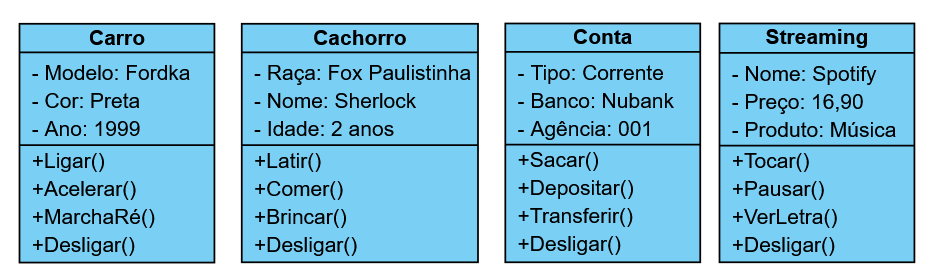 Carro
- Modelo: Fordka
- Cor: Preta
- Ano: 1999
+Ligar()
+Acelerar()
+MarchaRé()
+Desligar()
Cachorro
- Raça: Fox Paulistinha
- Nome: Sherlock
- Idade: 2 anos
+Latir()
+Comer()
+Brincar()
+Desligar()
Conta
- Tipo: Corrente
- Banco: Nubank
- Agência: 001
+Sacar()
+Depositar()
+Transferir()
+Desligar()
Streaming
- Nome: Spotify
- Preço: 16,90
- Produto: Música
+Tocar()
+Pausar()
+VerLetra()
+Desligar()